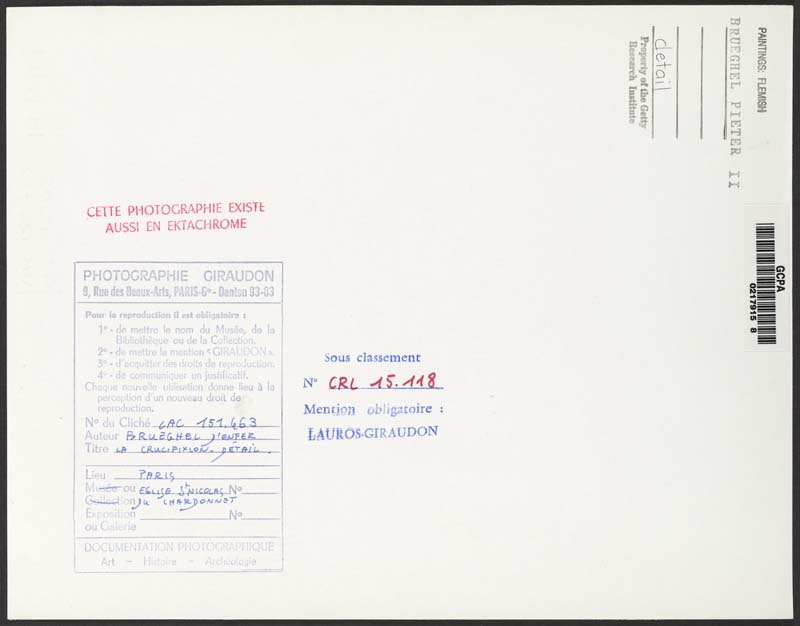 PAINTINGS: FLEMISH
BRUEGHEL PIETER II
detail
Property of the Getty
Research Institute
GCPA
0217915 8
CETTE PHOTOGRAPHIE EXISTE
AUSSI EN EKTACHROME
PHOTOGRAPHIE GIRAUDON
9, Rue des Beaux-Arts, PARIS-6e - Danton 93-83
Pour la reproduction il est obligatoire :
1° - de mettre le nom du Musée, de la
Bibliothèque ou de la Collection.
2° - de mettre la mention «GIRAUDON».
3° - d'acquitter des droits de reproduction.
4° - de communiquer un justificatif.
Chaque nouvelle utilisation donne lieu à la
perception d'un nouveau droit de
reproduction.
N° du Cliché LAC 151.463
Auteur BRUEGHEL D'ENFER
Titre LA CRUCIFIXION. DÉTAIL.
Lieu PARIS
Musée ou EGLISE St NICOLAS N°
Collection DU CHARDONNET
Exposition N°
ou Galerie
DOCUMENTATION PHOTOGRAPHIQUE
Art - Histoire - Archéologie
Sous classement
N° CRL 15.118
Mention obligatoire :
LAUROS-GIRAUDON